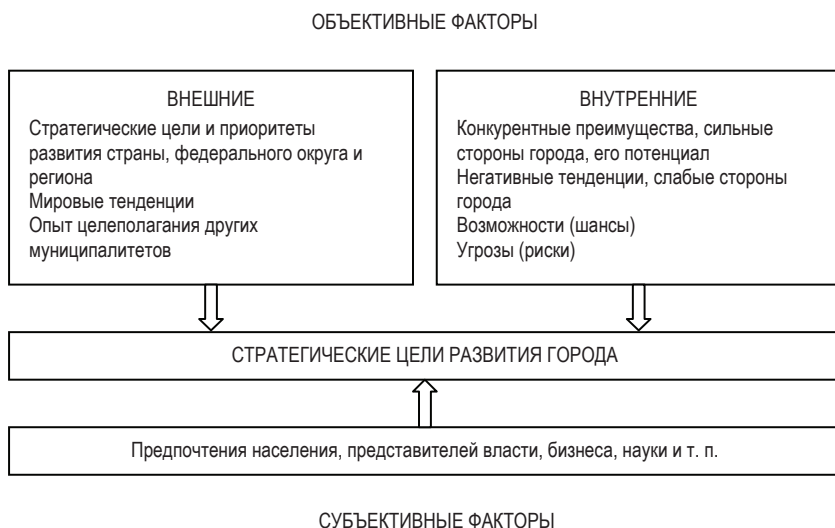 ОБЪЕКТИВНЫЕ ФАКТОРЫ
ВНЕШНИЕ
Стратегические цели и приоритеты
развития страны, федерального округа и
региона
Мировые тенденции
Опыт целеполагания других
муниципалитетов
ВНУТРЕННИЕ
Конкурентные преимущества, сильные
стороны города, его потенциал
Негативные тенденции, слабые стороны
города
Возможности (шансы)
Угрозы (риски)
СТРАТЕГИЧЕСКИЕ ЦЕЛИ РАЗВИТИЯ ГОРОДА
Предпочтения населения, представителей власти, бизнеса, науки и т. п.
СУБЪЕКТИВНЫЕ ФАКТОРЫ